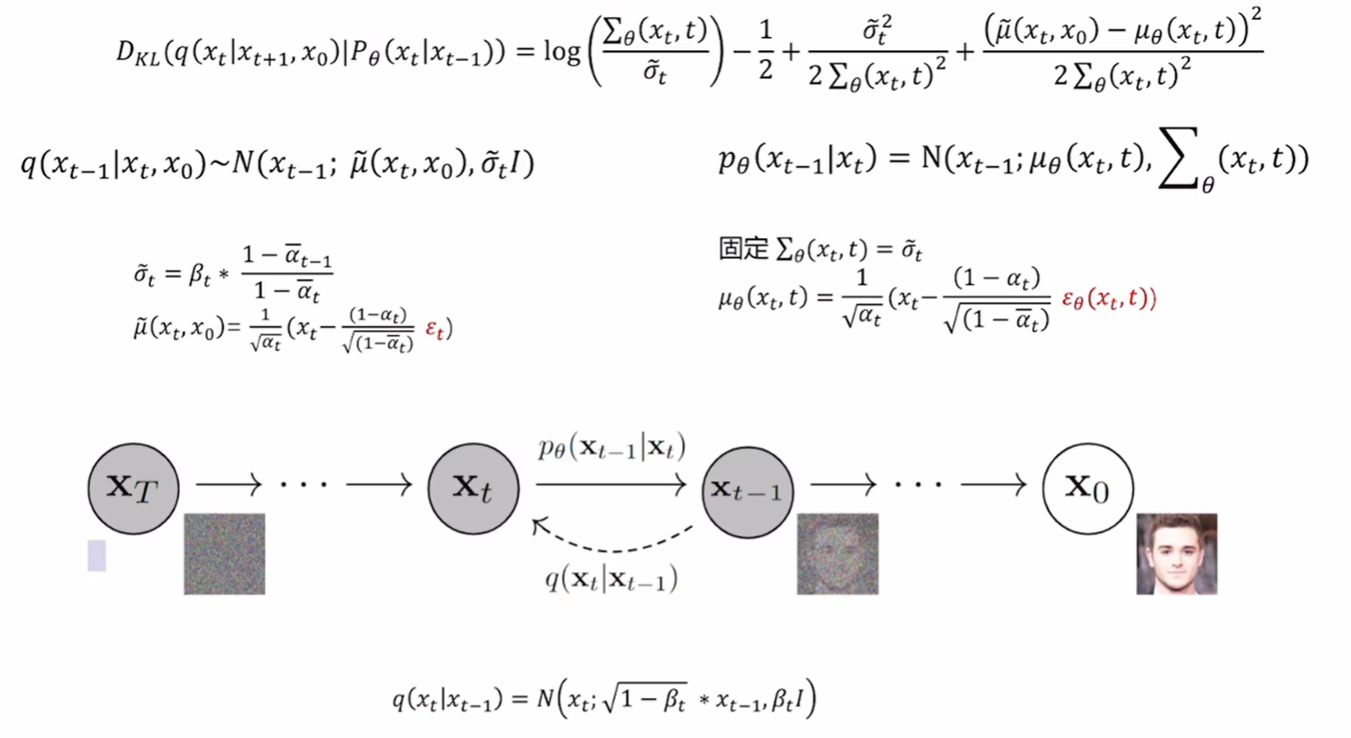 D_{KL}(q(x_t|x_{t+1}, x_0)|P_θ(x_t|x_{t-1})) = log(Σ_θ(x_t, t) / σ̃_t) − 1/2 + σ̃_t^2 / (2 Σ_θ(x_t, t)^2) + (μ̃(x_t, x_0) − μ_θ(x_t, t))^2 / (2 Σ_θ(x_t, t)^2)
q(x_{t-1}|x_t, x_0)~N(x_{t-1}; μ̃(x_t, x_0), σ̃_t I)
p_θ(x_{t-1}|x_t) = N(x_{t-1}; μ_θ(x_t, t), Σ_θ(x_t, t))
σ̃_t = β_t * (1 − ᾱ_{t-1}) / (1 − ᾱ_t)
μ̃(x_t, x_0)= 1/√α_t (x_t− (1−α_t)/√(1−ᾱ_t) ε_t)
固定 Σ_θ(x_t, t) = σ̃_t
μ_θ(x_t, t) = 1/√α_t (x_t− (1 − α_t)/√(1 − ᾱ_t) ε_θ(x_t, t))
p_θ(x_{t-1}|x_t)
x_T → ··· → x_t → x_{t-1} → ··· → x_0
q(x_t|x_{t-1})
q(x_t|x_{t-1}) = N(x_t; √(1 − β_t) * x_{t-1}, β_t I)